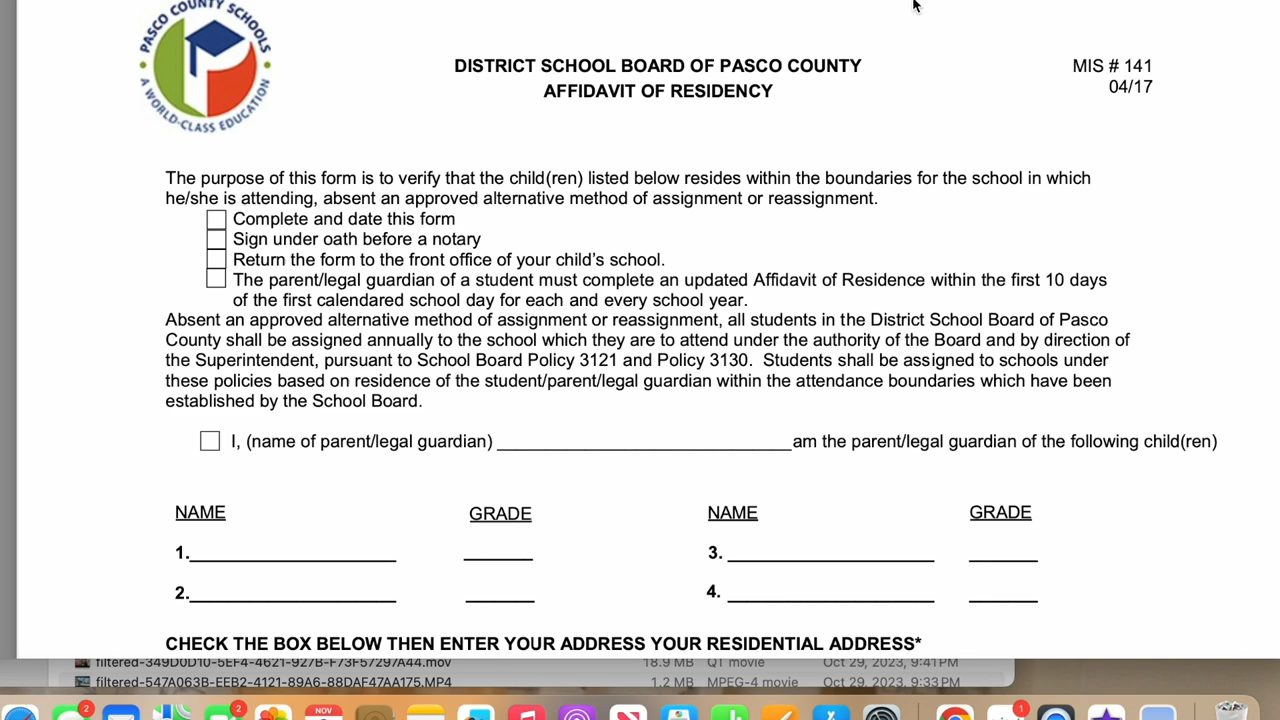 PASCO COUNTY SCHOOLS
A WORLD-CLASS EDUCATION
DISTRICT SCHOOL BOARD OF PASCO COUNTY
AFFIDAVIT OF RESIDENCY
MIS # 141
04/17
The purpose of this form is to verify that the child(ren) listed below resides within the boundaries for the school in which
he/she is attending, absent an approved alternative method of assignment or reassignment.
Complete and date this form
Sign under oath before a notary
Return the form to the front office of your child's school.
The parent/legal guardian of a student must complete an updated Affidavit of Residence within the first 10 days
of the first calendared school day for each and every school year.
Absent an approved alternative method of assignment or reassignment, all students in the District School Board of Pasco
County shall be assigned annually to the school which they are to attend under the authority of the Board and by direction of
the Superintendent, pursuant to School Board Policy 3121 and Policy 3130. Students shall be assigned to schools under
these policies based on residence of the student/parent/legal guardian within the attendance boundaries which have been
established by the School Board.
I, (name of parent/legal guardian) ______________________________am the parent/legal guardian of the following child(ren)
NAME GRADE NAME GRADE
1.____________________ _______ 3. ____________________ _______
2.____________________ _______ 4. ____________________ _______
CHECK THE BOX BELOW THEN ENTER YOUR ADDRESS YOUR RESIDENTIAL ADDRESS*
filtered-349D0D10-5EF4-4621-927B-F73F57297A44.mov 18.9 MB QT movie Oct 29, 2023, 9:41 PM
filtered-547A063B-EEB2-4121-89A6-88DAF47AA175.MP4 1.2 MB MPEG-4 movie Oct 29, 2023, 9:33 PM
2 2 NOV 1